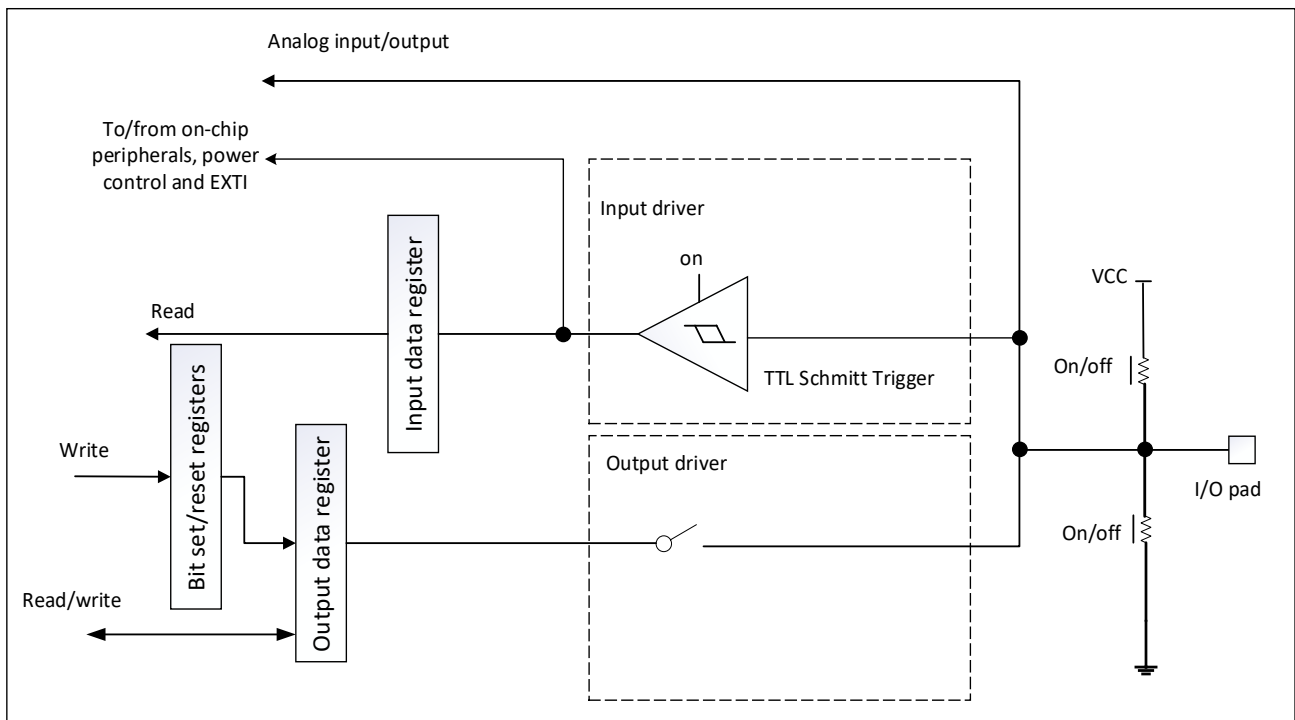 Analog input/output
To/from on-chip
peripherals, power
control and EXTI
Input driver
on
Input data register
VCC
Read
On/off
TTL Schmitt Trigger
Bit set/reset registers
Output data register
Write
Output driver
I/O pad
On/off
Read/write